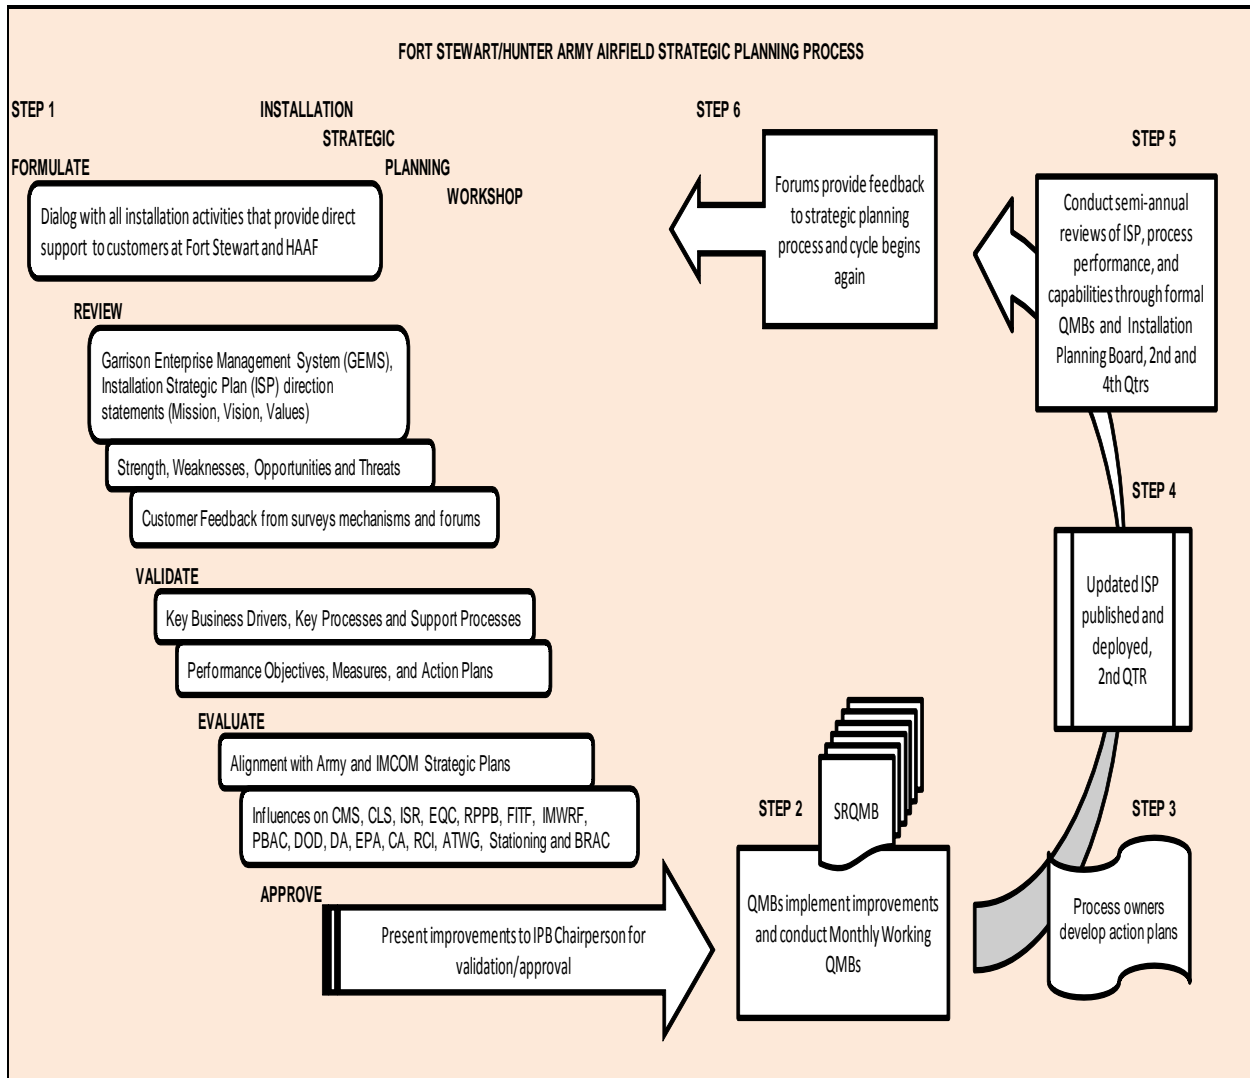 FORT STEWART/HUNTER ARMY AIRFIELD STRATEGIC PLANNING PROCESS
STEP 1
INSTALLATION
STRATEGIC
PLANNING
WORKSHOP
FORMULATE
Dialog with all installation activities that provide direct
support to customers at Fort Stewart and HAAF
REVIEW
Garrison Enterprise Management System (GEMS),
Installation Strategic Plan (ISP) direction
statements (Mission, Vision, Values)
Strength, Weaknesses, Opportunities and Threats
Customer Feedback from surveys mechanisms and forums
VALIDATE
Key Business Drivers, Key Processes and Support Processes
Performance Objectives, Measures, and Action Plans
EVALUATE
Alignment with Army and IMCOM Strategic Plans
Influences on CMS, CLS, ISR, EQC, RPPB, FITF, IMWRF,
PBAC, DOD, DA, EPA, CA, RCI, ATWG, Stationing and BRAC
APPROVE
Present improvements to IPB Chairperson for
validation/approval
STEP 2
SRQMB
QMBs implement improvements
and conduct Monthly Working
QMBs
STEP 3
Process owners
develop action plans
STEP 4
Updated ISP
published and
deployed,
2nd QTR
STEP 5
Conduct semi-annual
reviews of ISP, process
performance, and
capabilities through formal
QMBs and Installation
Planning Board, 2nd and
4th Qtrs
STEP 6
Forums provide feedback
to strategic planning
process and cycle begins
again